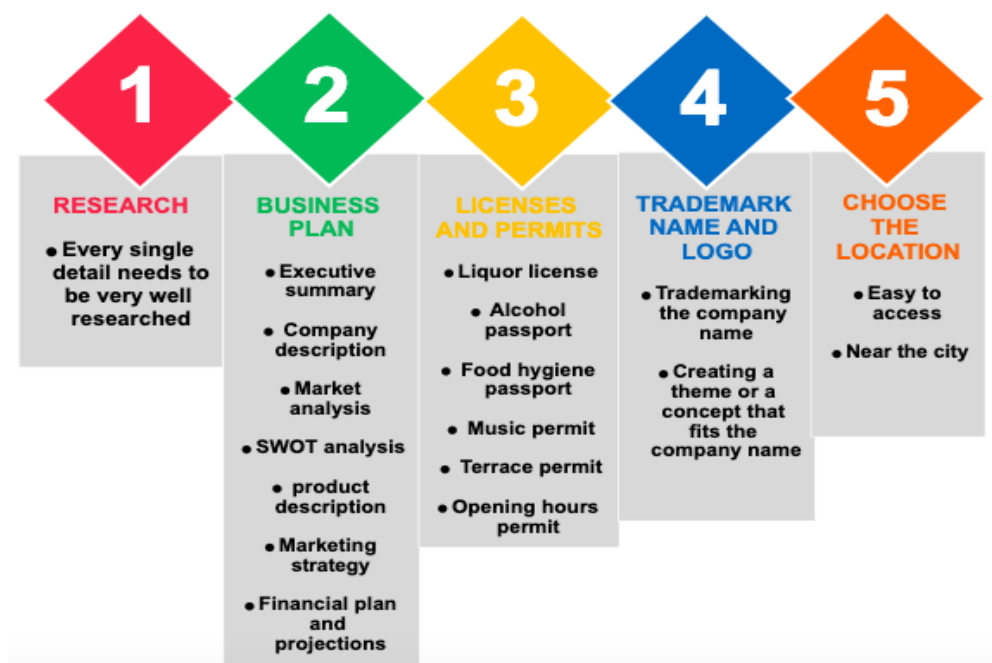 1
RESEARCH
● Every single
detail needs to
be very well
researched
2
BUSINESS
PLAN
● Executive
summary
● Company
description
● Market
analysis
● SWOT analysis
● product
description
● Marketing
strategy
● Financial plan
and
projections
3
LICENSES
AND PERMITS
● Liquor license
● Alcohol
passport
● Food hygiene
passport
● Music permit
● Terrace permit
● Opening hours
permit
4
TRADEMARK
NAME AND
LOGO
● Trademarking
the company
name
● Creating a
theme or a
concept that
fits the
company name
5
CHOOSE
THE
LOCATION
● Easy to
access
● Near the city